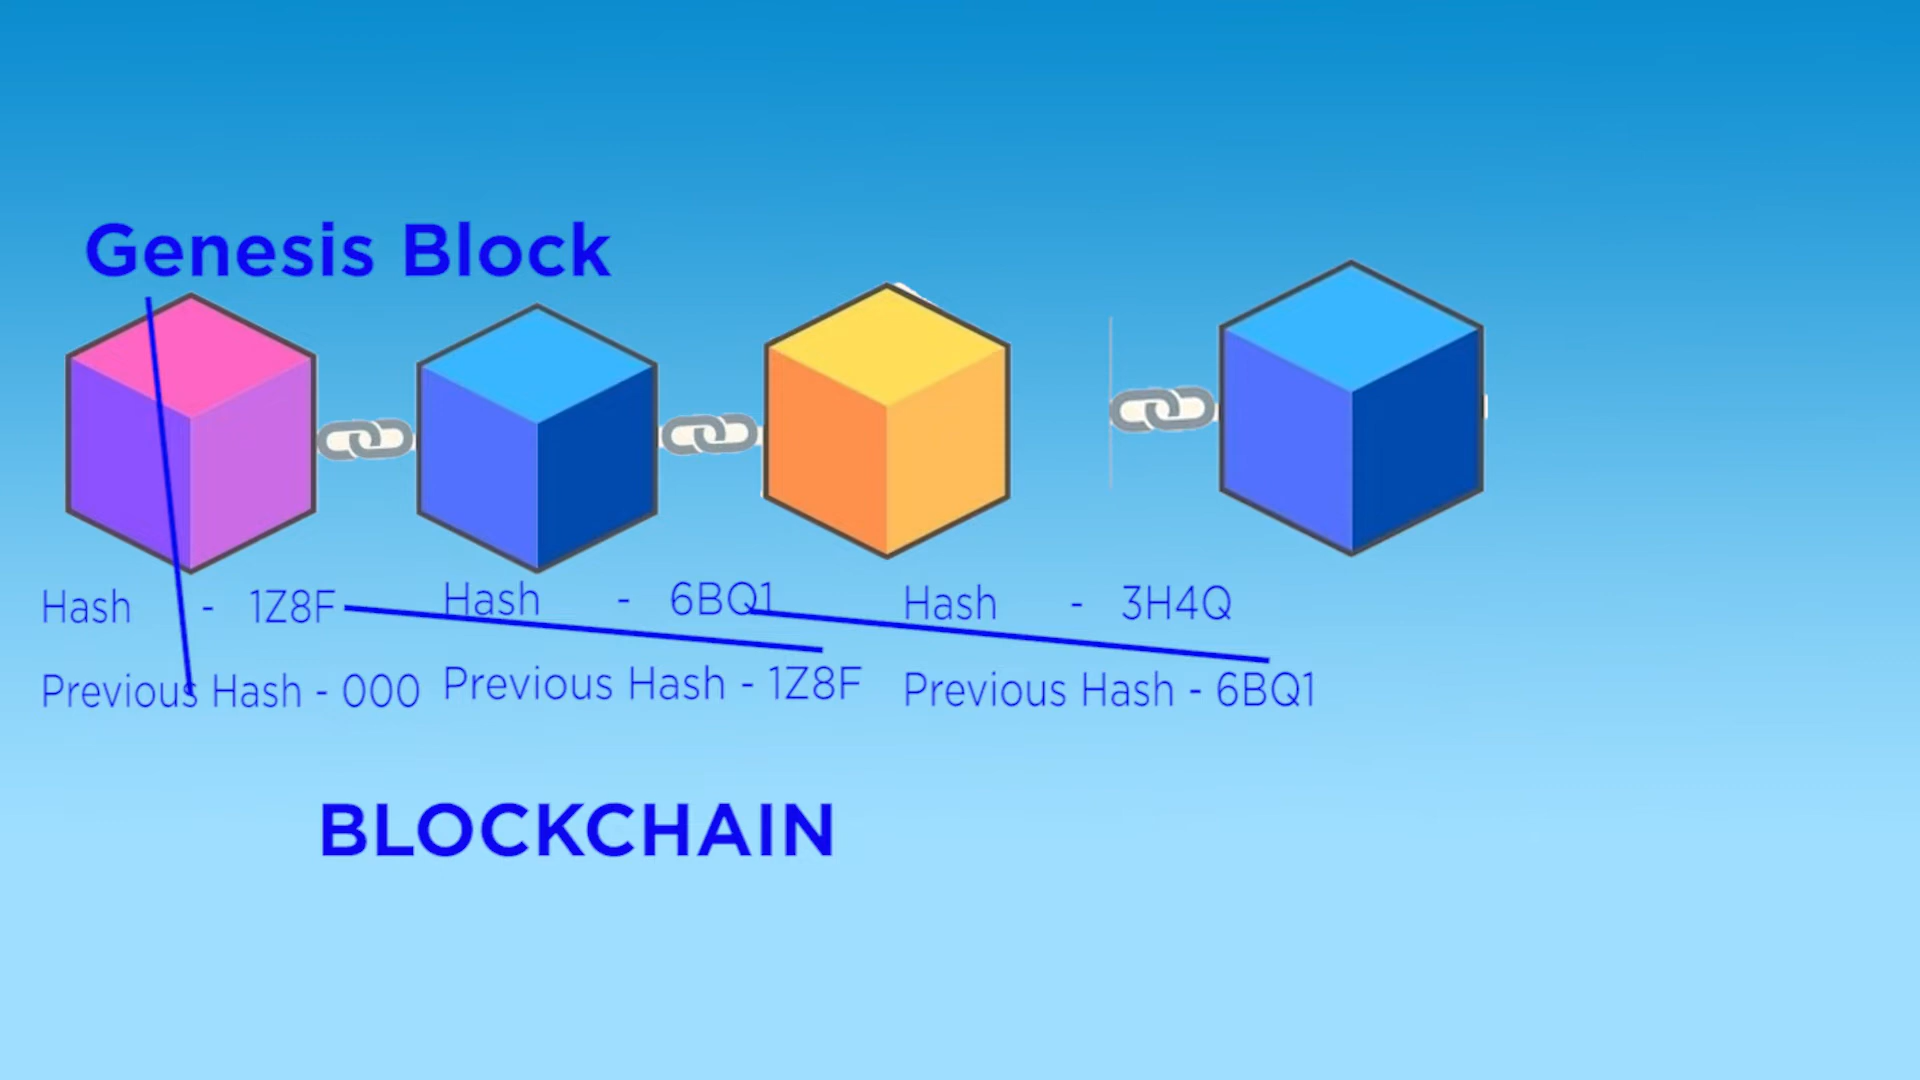 Genesis Block
Hash - 1Z8F
Previous Hash - 000
Hash - 6BQ1
Previous Hash - 1Z8F
Hash - 3H4Q
Previous Hash - 6BQ1
BLOCKCHAIN